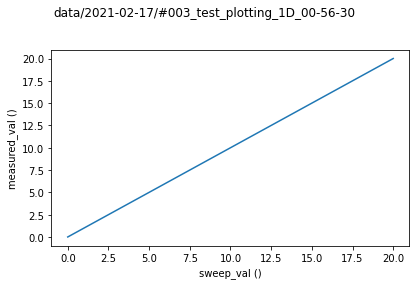 data/2021-02-17/#003_test_plotting_1D_00-56-30
20.0
17.5
15.0
12.5
10.0
7.5
5.0
2.5
0.0
measured_val ()
0.0 2.5 5.0 7.5 10.0 12.5 15.0 17.5 20.0
sweep_val ()